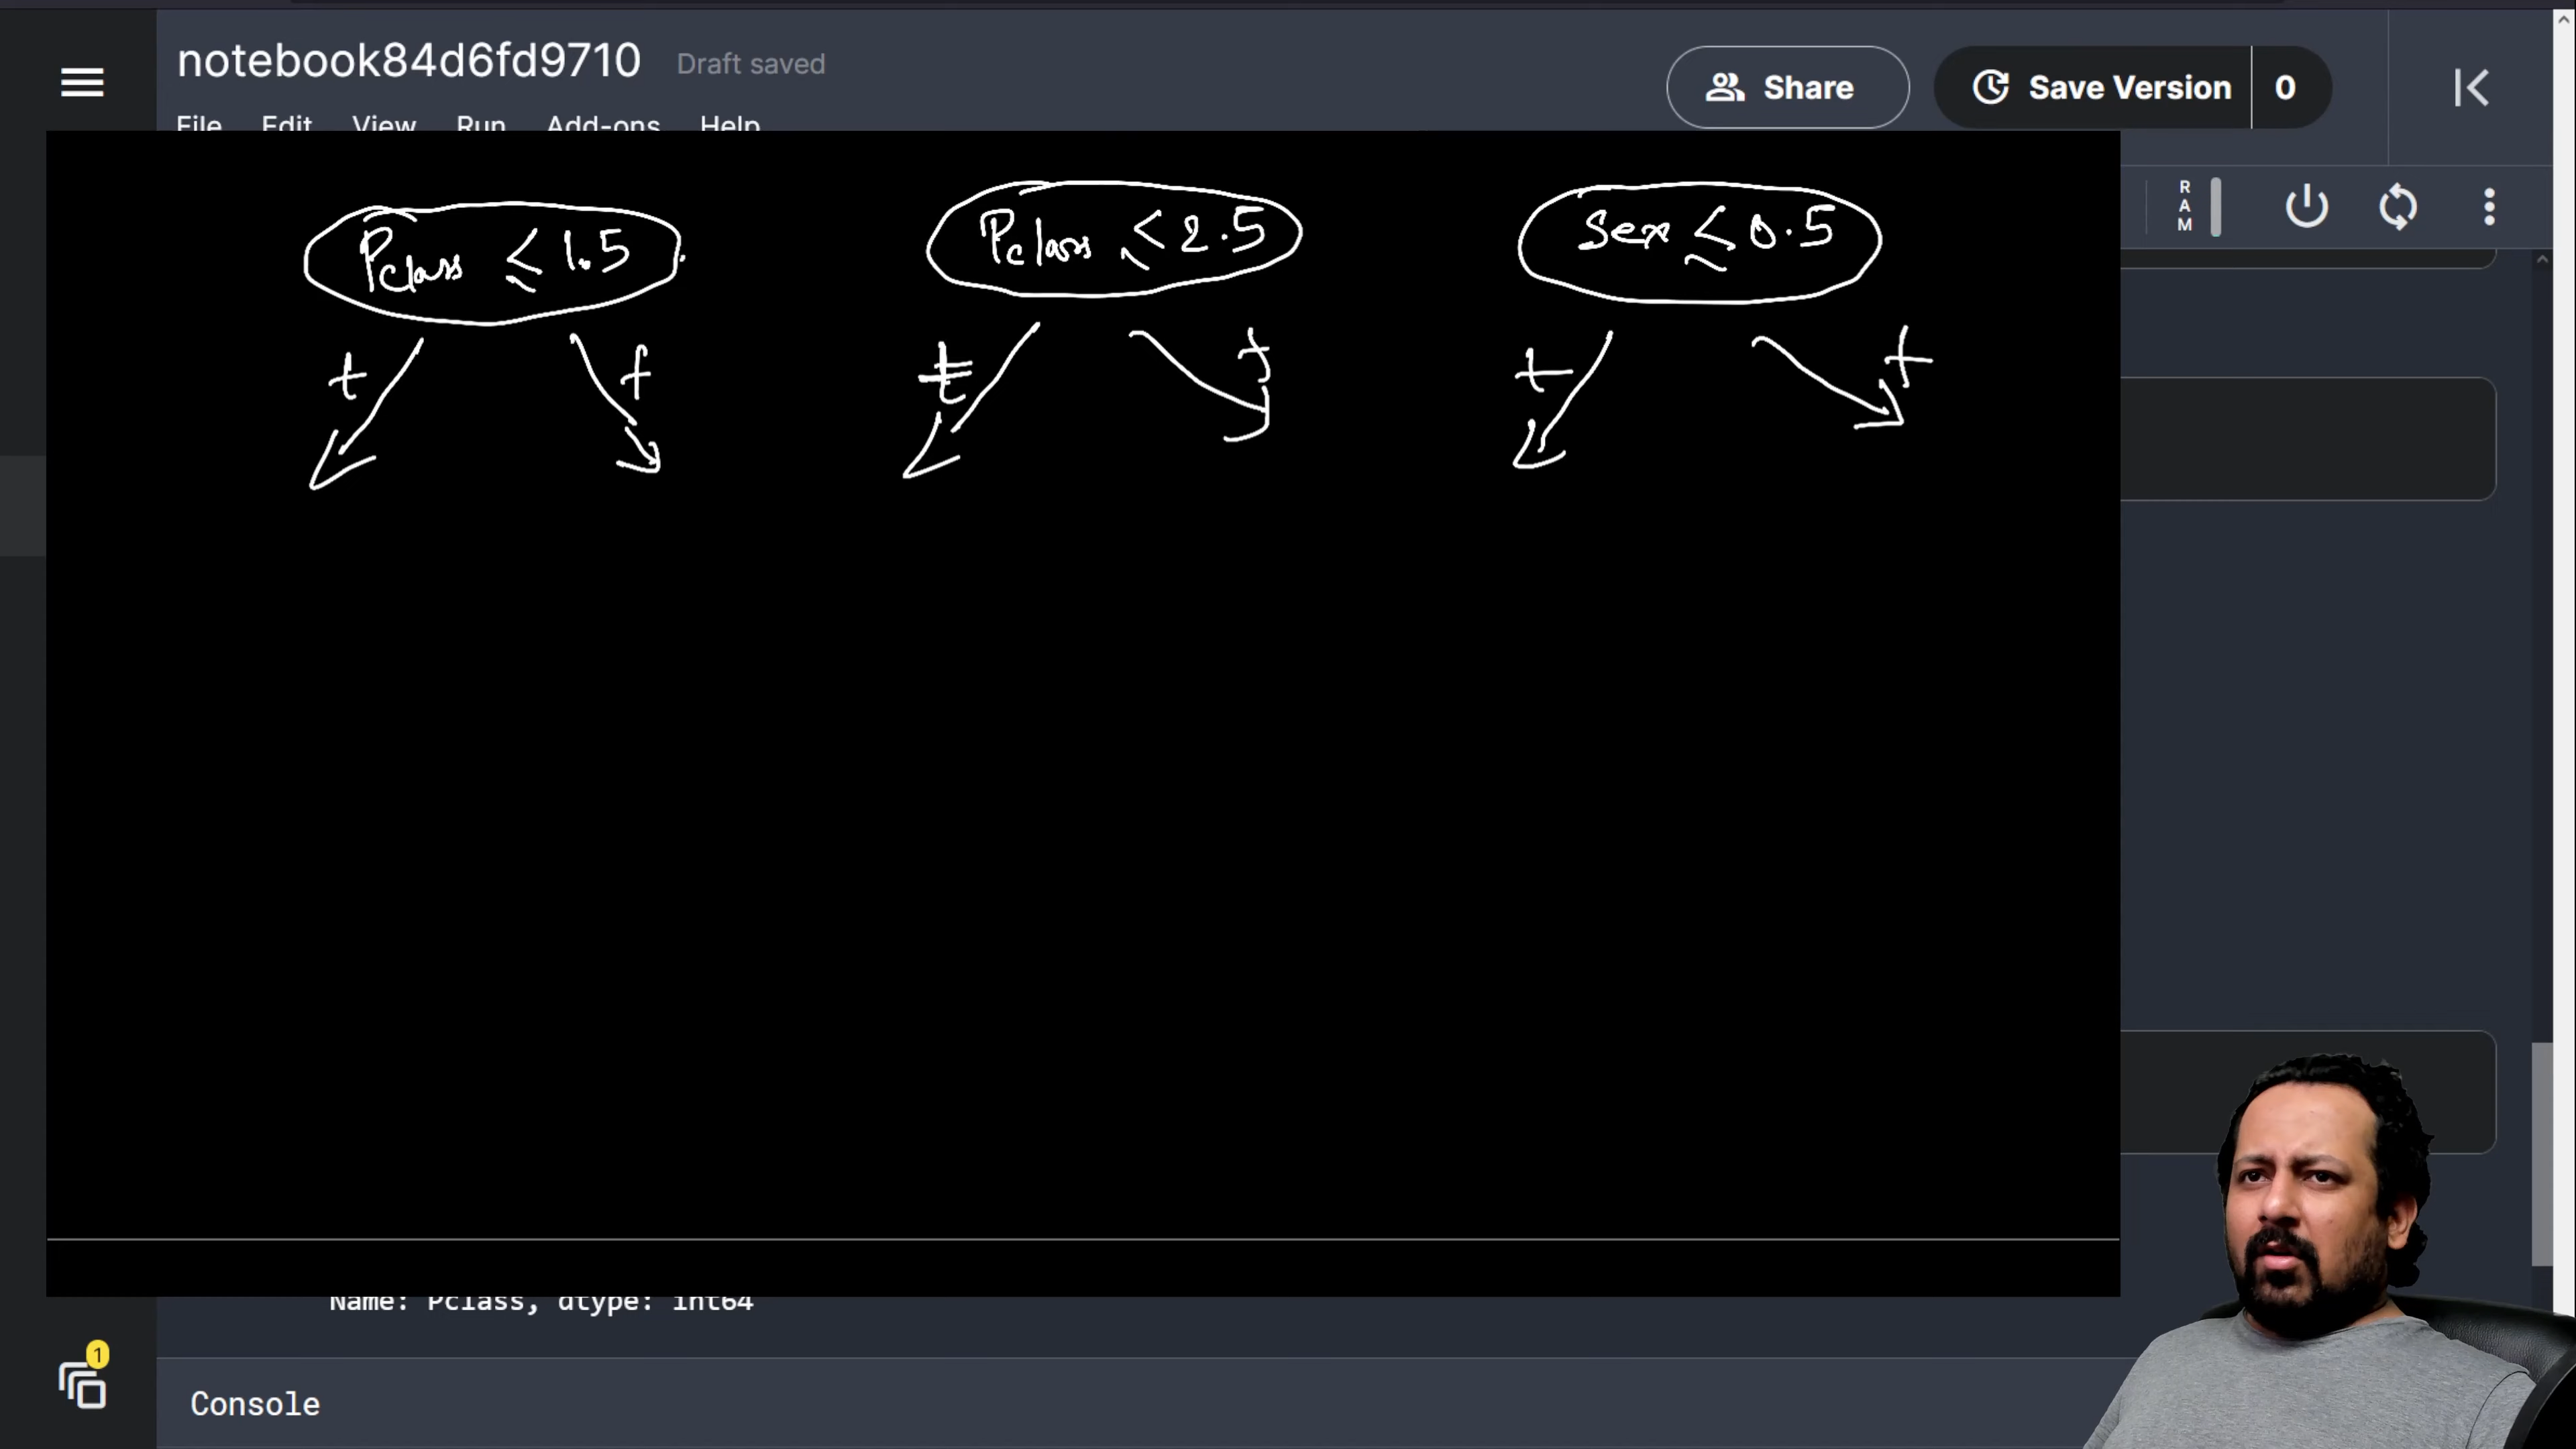 notebook84d6fd9710 Draft saved
Share
Save Version 0
File Edit View Run Add-ons Help
RAM
Pclass ≤ 1.5
Pclass ≤ 2.5
Sex ≤ 0.5
t f
t f
t f
Name: Pclass, dtype: int64
1
Console